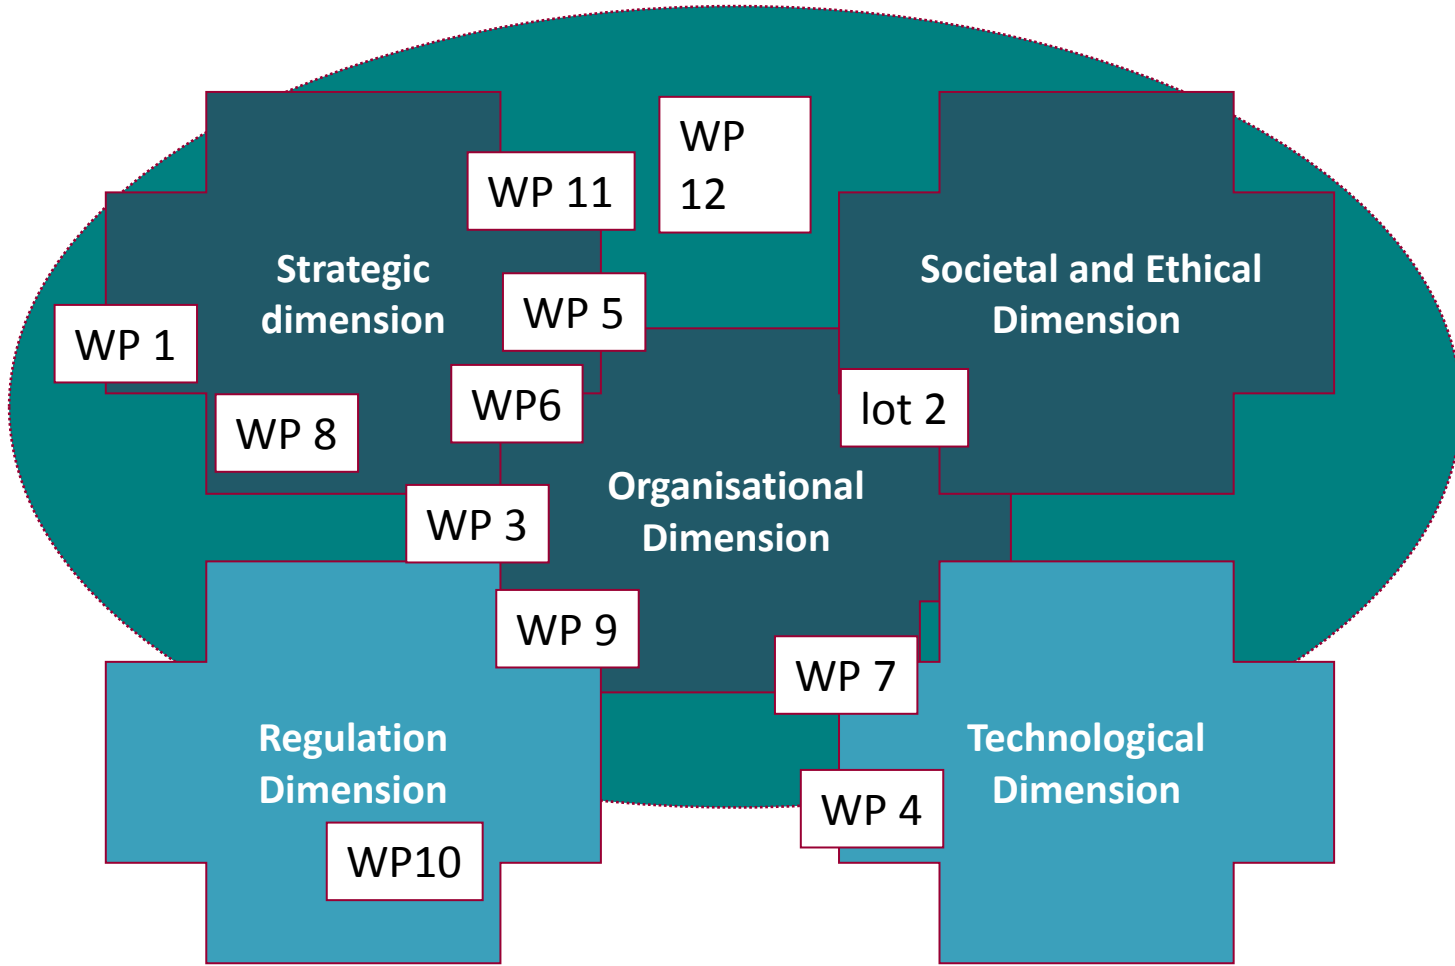 WP
12
WP 11
Strategic
dimension
Societal and Ethical
Dimension
WP 5
WP 1
WP6
lot 2
WP 8
Organisational
Dimension
WP 3
WP 9
WP 7
Regulation
Dimension
Technological
Dimension
WP 4
WP10